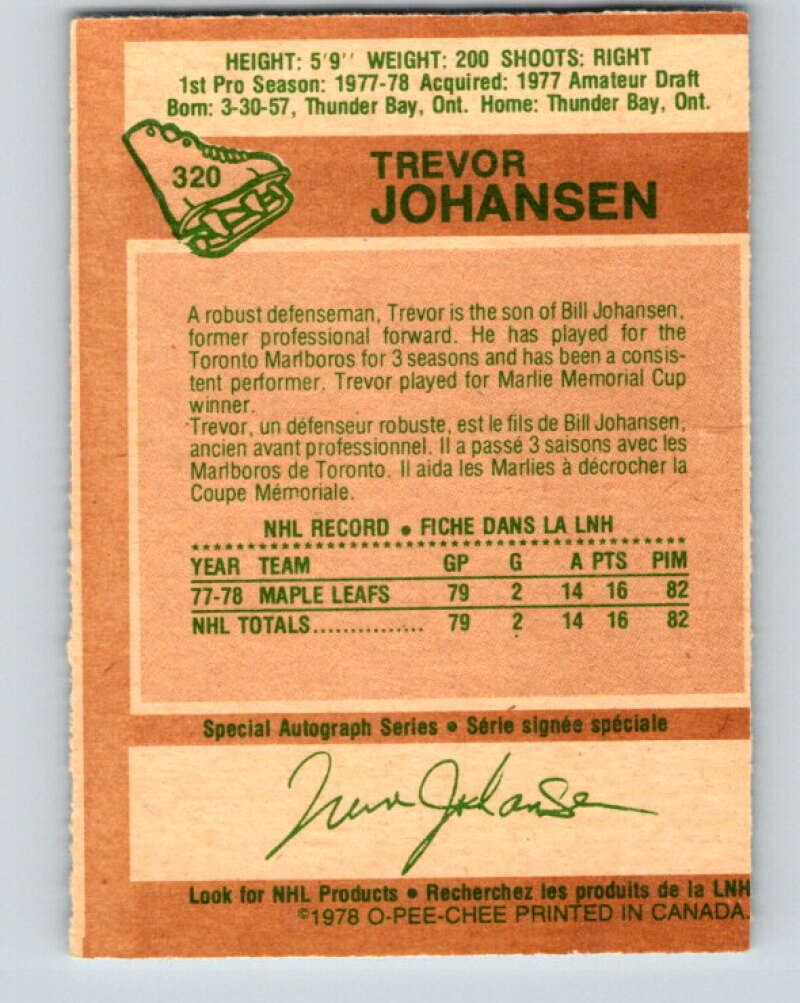 HEIGHT: 5'9'' WEIGHT: 200 SHOOTS: RIGHT
1st Pro Season: 1977-78 Acquired: 1977 Amateur Draft
Born: 3-30-57, Thunder Bay, Ont. Home: Thunder Bay, Ont.
320
TREVOR
JOHANSEN
A robust defenseman, Trevor is the son of Bill Johansen,
former professional forward. He has played for the
Toronto Marlboros for 3 seasons and has been a consis-
tent performer. Trevor played for Marlie Memorial Cup
winner.
Trevor, un défenseur robuste, est le fils de Bill Johansen,
ancien avant professionnel. Il a passé 3 saisons avec les
Marlboros de Toronto. Il aida les Marlies à décrocher la
Coupe Mémoriale.
NHL RECORD • FICHE DANS LA LNH
YEAR TEAM GP G A PTS PIM
77-78 MAPLE LEAFS 79 2 14 16 82
NHL TOTALS............... 79 2 14 16 82
Special Autograph Series • Série signée spéciale
Trevor Johansen
Look for NHL Products • Recherchez les produits de la LNH
©1978 O-PEE-CHEE PRINTED IN CANADA.